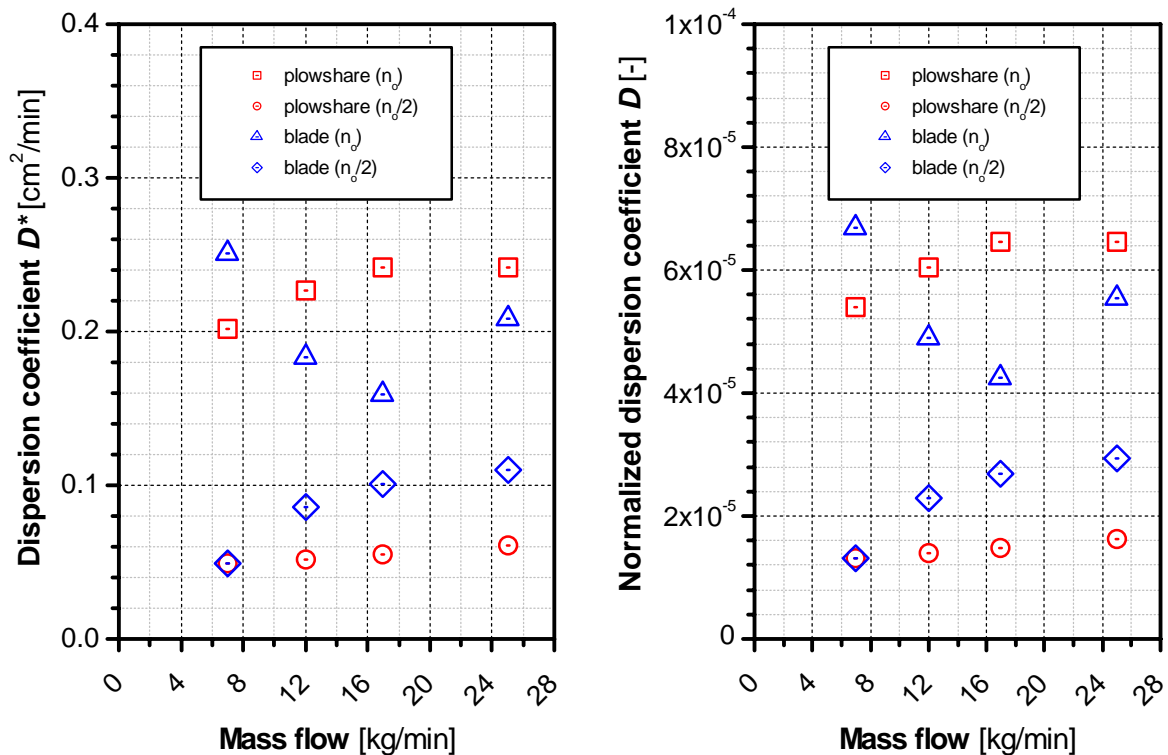 Dispersion coefficient D* [cm²/min]
0.4
0.3
0.2
0.1
0.0
plowshare (nₒ)
plowshare (nₒ/2)
blade (nₒ)
blade (nₒ/2)
0 4 8 12 16 20 24 28
Mass flow [kg/min]
Normalized dispersion coefficient D [-]
1x10⁻⁴
8x10⁻⁵
6x10⁻⁵
4x10⁻⁵
2x10⁻⁵
0
plowshare (nₒ)
plowshare (nₒ/2)
blade (nₒ)
blade (nₒ/2)
0 4 8 12 16 20 24 28
Mass flow [kg/min]